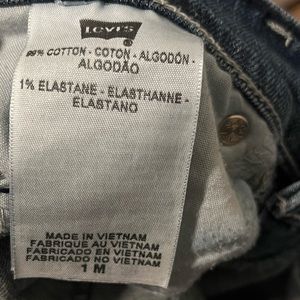 LEVI'S
®
99% COTTON - COTON - ALGODÓN -
ALGODÃO
1% ELASTANE - ELASTHANNE -
ELASTANO
MADE IN VIETNAM
FABRIQUE AU VIETNAM
FABRICADO EN VIETNAM
FABRICADO NO VIETNAM
1 M